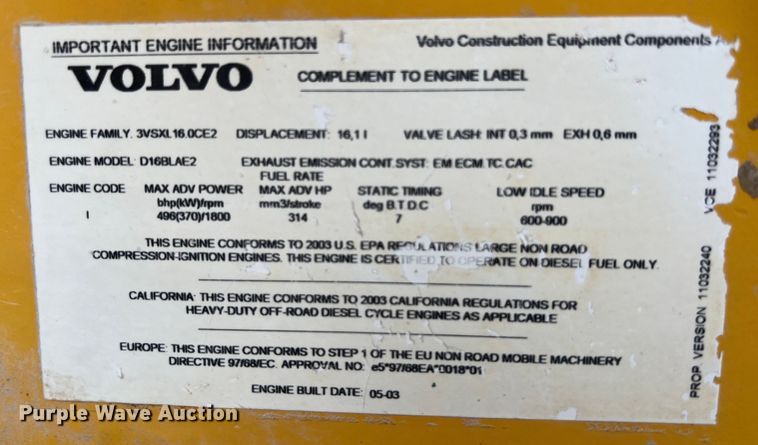 IMPORTANT ENGINE INFORMATION Volvo Construction Equipment Components
VOLVO COMPLEMENT TO ENGINE LABEL
ENGINE FAMILY. 3VSXL16.0CE2 DISPLACEMENT: 16,1 l VALVE LASH: INT 0,3 mm EXH 0,6 mm
ENGINE MODEL: D16BLAE2 EXHAUST EMISSION CONT. SYST: EM ECM TC CAC
FUEL RATE
ENGINE CODE MAX ADV POWER MAX ADV HP STATIC TIMING LOW IDLE SPEED
bhp(kW)/rpm mm3/stroke deg B.T.D.C rpm
I 496(370)/1800 314 7 600-900
THIS ENGINE CONFORMS TO 2003 U.S. EPA REGULATIONS LARGE NON ROAD
COMPRESSION-IGNITION ENGINES. THIS ENGINE IS CERTIFIED TO OPERATE ON DIESEL FUEL ONLY.
CALIFORNIA: THIS ENGINE CONFORMS TO 2003 CALIFORNIA REGULATIONS FOR
HEAVY-DUTY OFF-ROAD DIESEL CYCLE ENGINES AS APPLICABLE
EUROPE: THIS ENGINE CONFORMS TO STEP 1 OF THE EU NON ROAD MOBILE MACHINERY
DIRECTIVE 97/68/EC. APPROVAL NO: e5*97/68EA*0018*01
ENGINE BUILT DATE: 05-03
PROP. VERSION 11032240 VOE 11032293
Purple Wave Auction